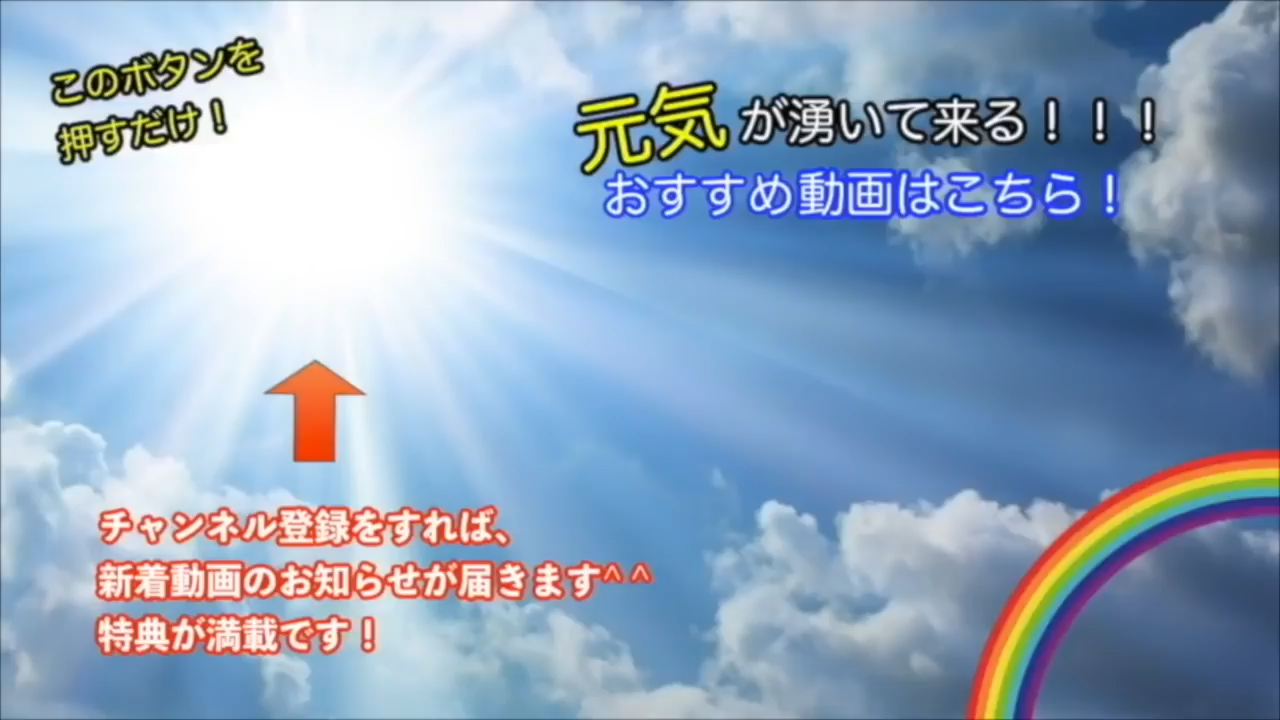 このボタンを
押すだけ！
元気が湧いて来る！！！
おすすめ動画はこちら！
チャンネル登録をすれば、
新着動画のお知らせが届きます^ ^
特典が満載です！